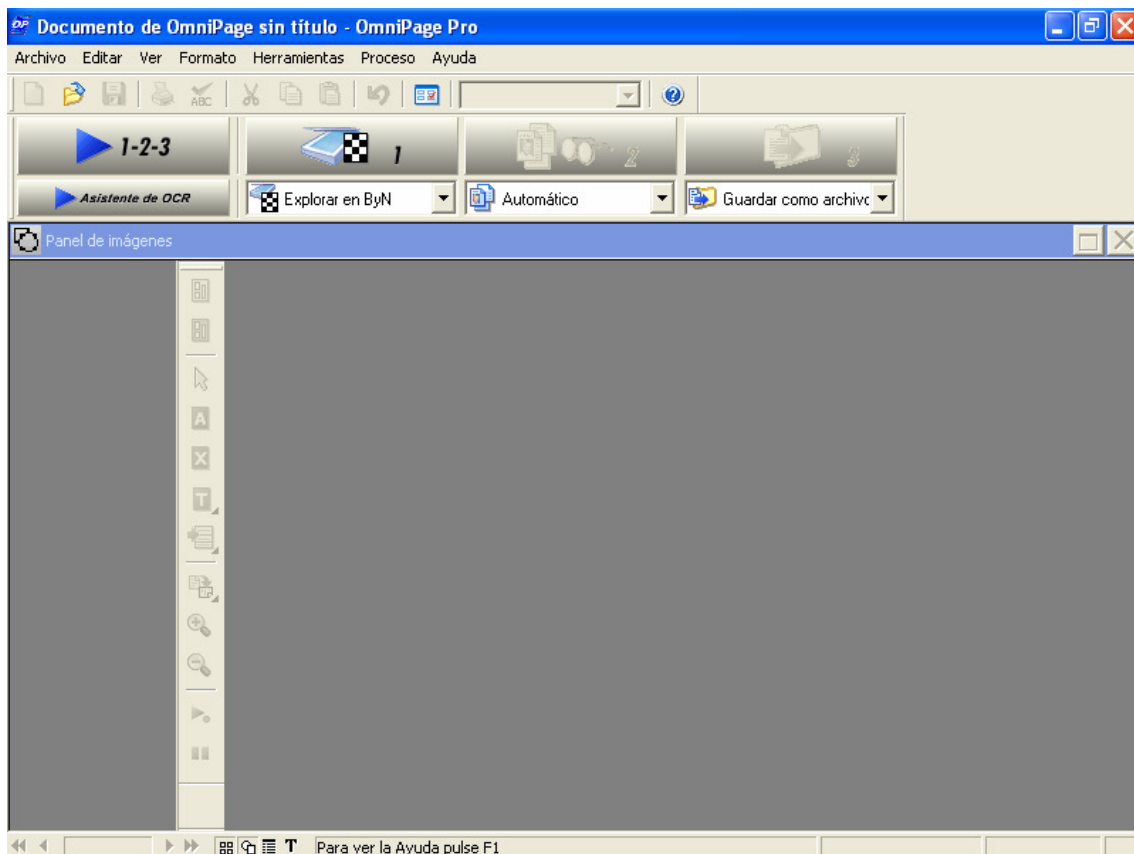 Documento de OmniPage sin título - OmniPage Pro
Archivo Editar Ver Formato Herramientas Proceso Ayuda
ABC
1-2-3 1 2 3
Asistente de OCR Explorar en ByN Automático Guardar como archivo
Panel de imágenes
A
X
T
T Para ver la Ayuda pulse F1